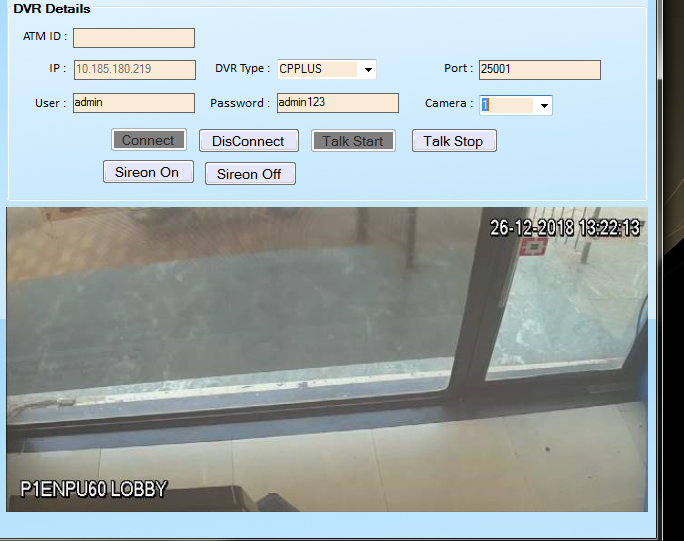 DVR Details
ATM ID :
IP : 10.185.180.219 DVR Type : CPPLUS Port : 25001
User : admin Password : admin123 Camera : 1
Connect DisConnect Talk Start Talk Stop
Sireon On Sireon Off
26-12-2018 13:22:13
P1ENPU60 LOBBY